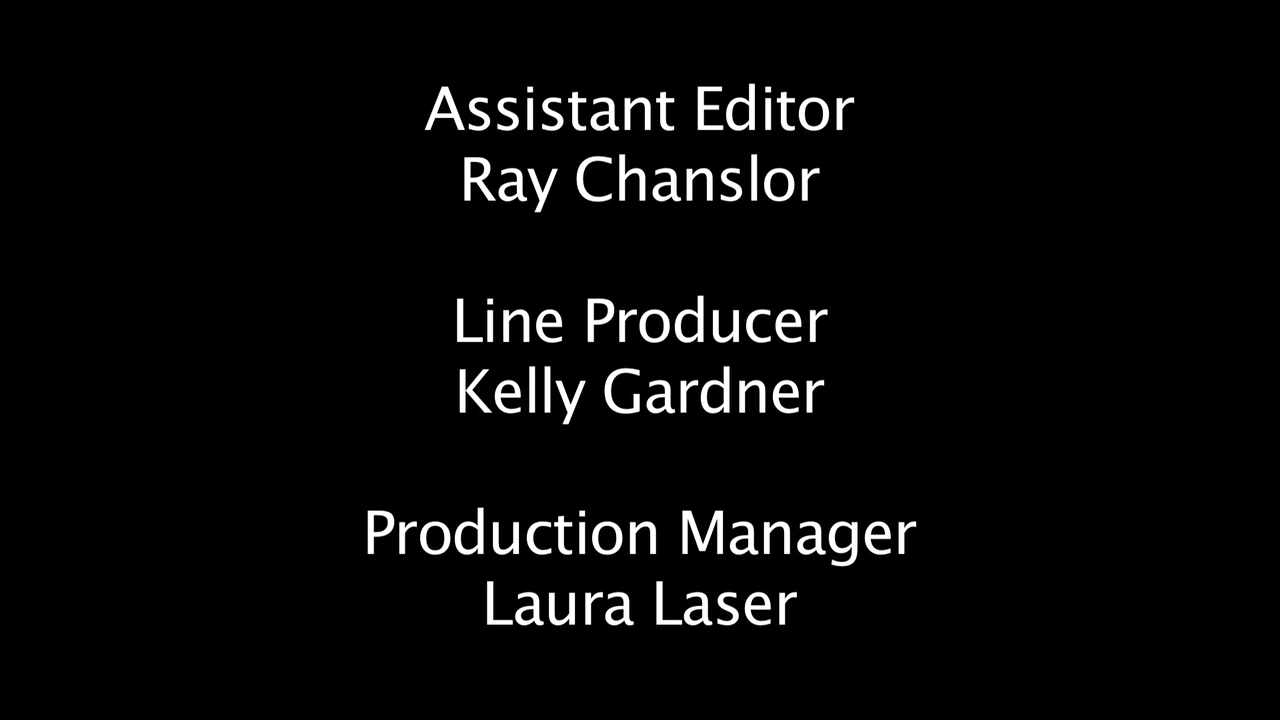 Assistant Editor
Ray Chanslor
Line Producer
Kelly Gardner
Production Manager
Laura Laser